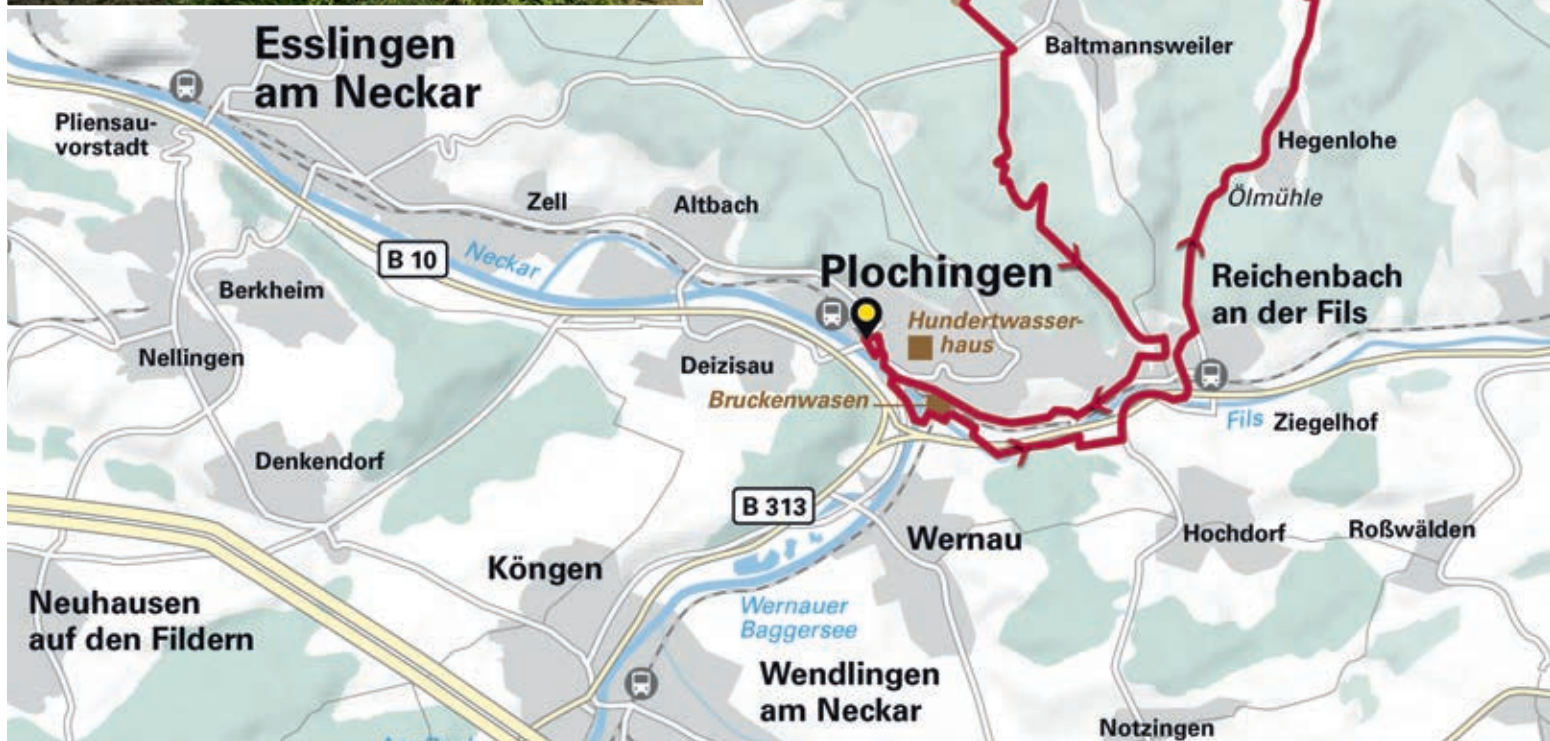 Esslingen
am Neckar
Baltmannsweiler
Pliensau-
vorstadt
Hegenlohe
Ölmühle
Zell
Altbach
B 10
Neckar
Plochingen
Reichenbach
an der Fils
Berkheim
Hundertwasser-
haus
Nellingen
Deizisau
Bruckenwasen
Fils
Ziegelhof
Denkendorf
B 313
Wernau
Hochdorf
Roßwälden
Köngen
Neuhausen
auf den Fildern
Wernauer
Baggersee
Wendlingen
am Neckar
Notzingen